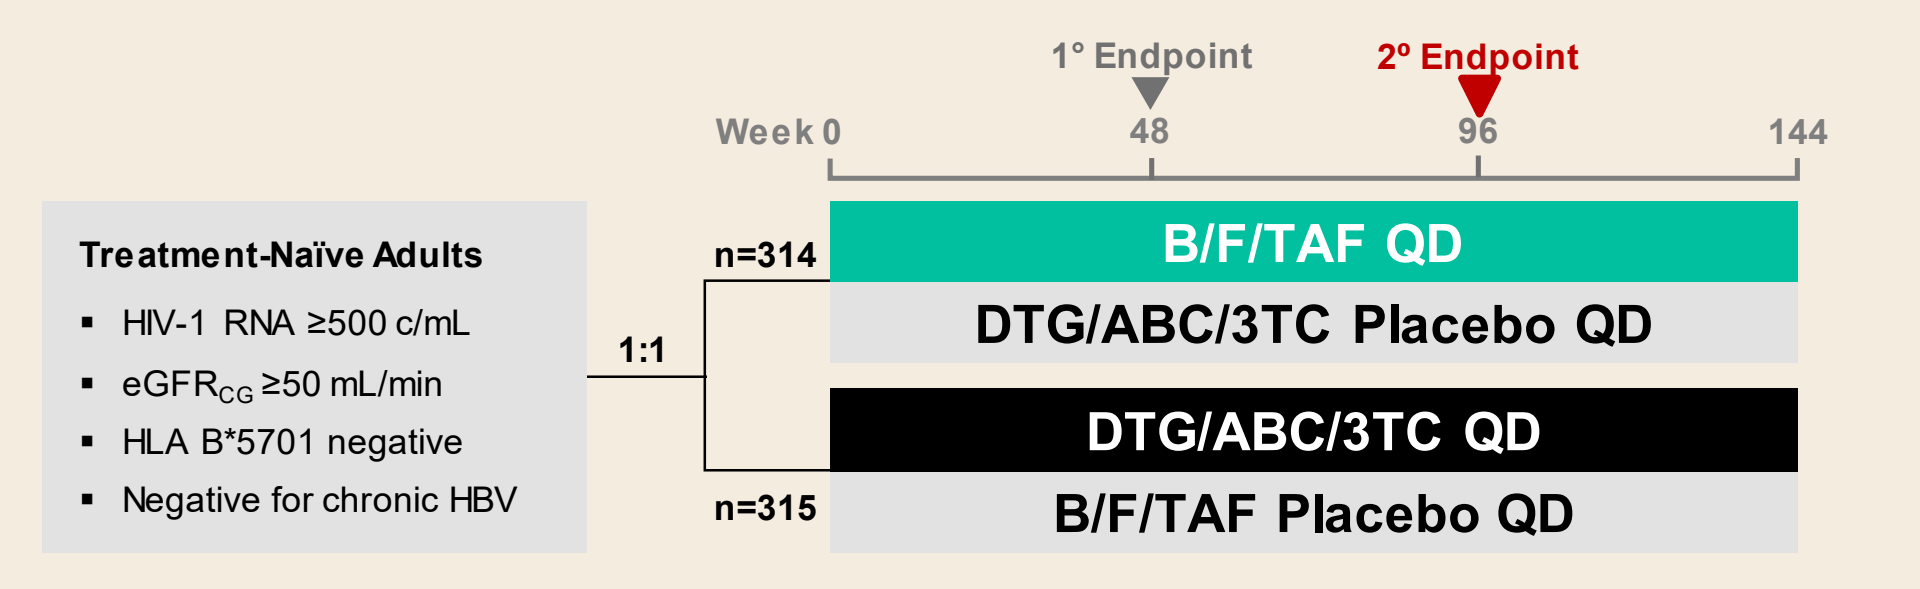 1° Endpoint
2º Endpoint
Week 0 48 96 144
Treatment-Naïve Adults
▪ HIV-1 RNA ≥500 c/mL
▪ eGFRCG ≥50 mL/min
▪ HLA B*5701 negative
▪ Negative for chronic HBV
1:1
n=314
B/F/TAF QD
DTG/ABC/3TC Placebo QD
n=315
DTG/ABC/3TC QD
B/F/TAF Placebo QD